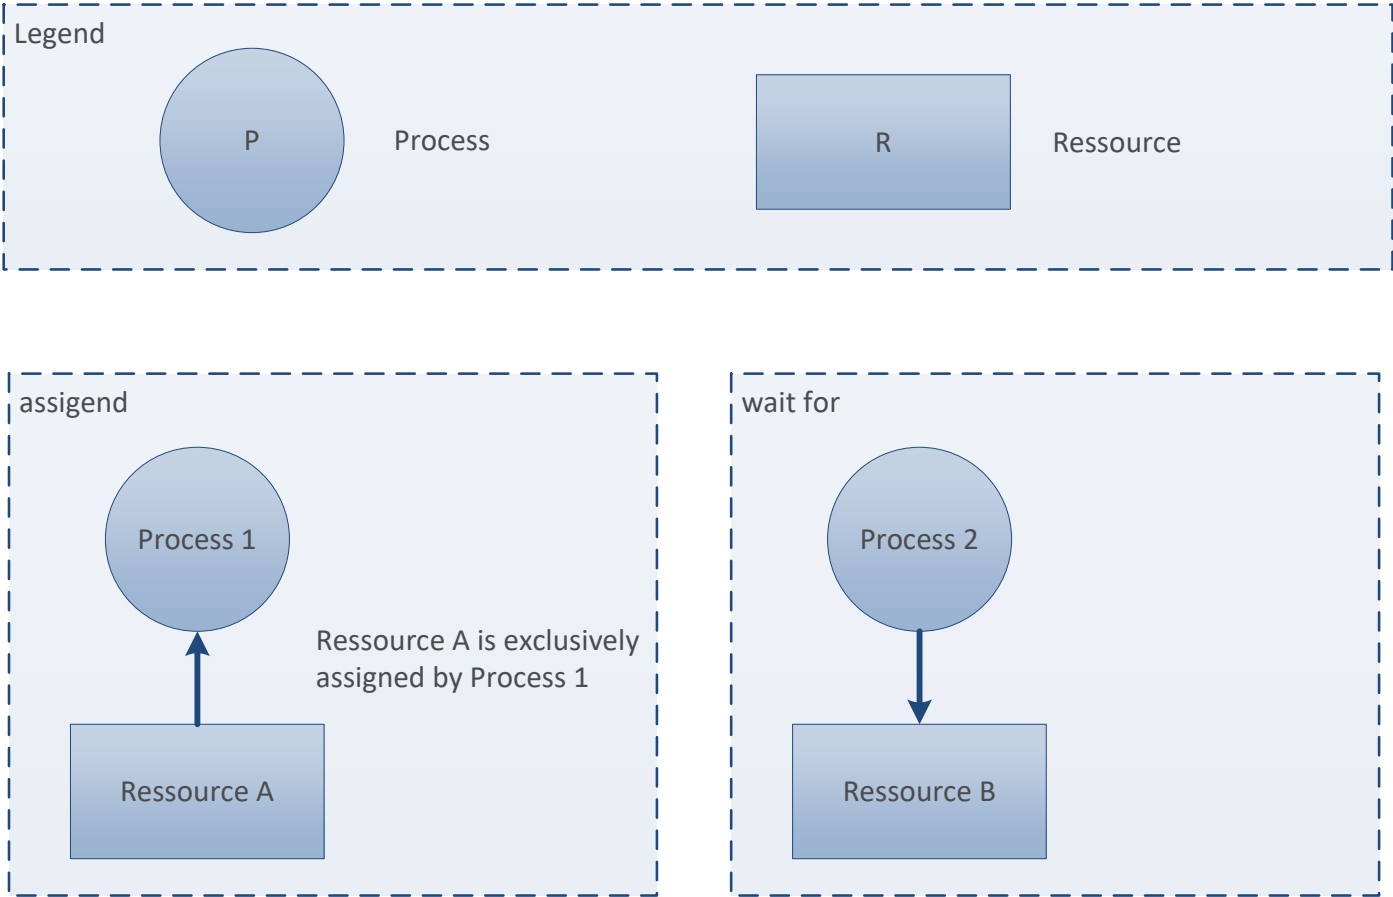 Legend
P
Process
R
Ressource
assigend
Process 1
Ressource A is exclusively
assigned by Process 1
Ressource A
wait for
Process 2
Ressource B